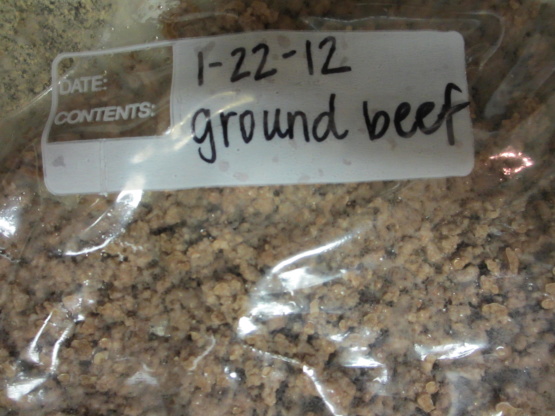 DATE: 1-22-12
CONTENTS: ground beef